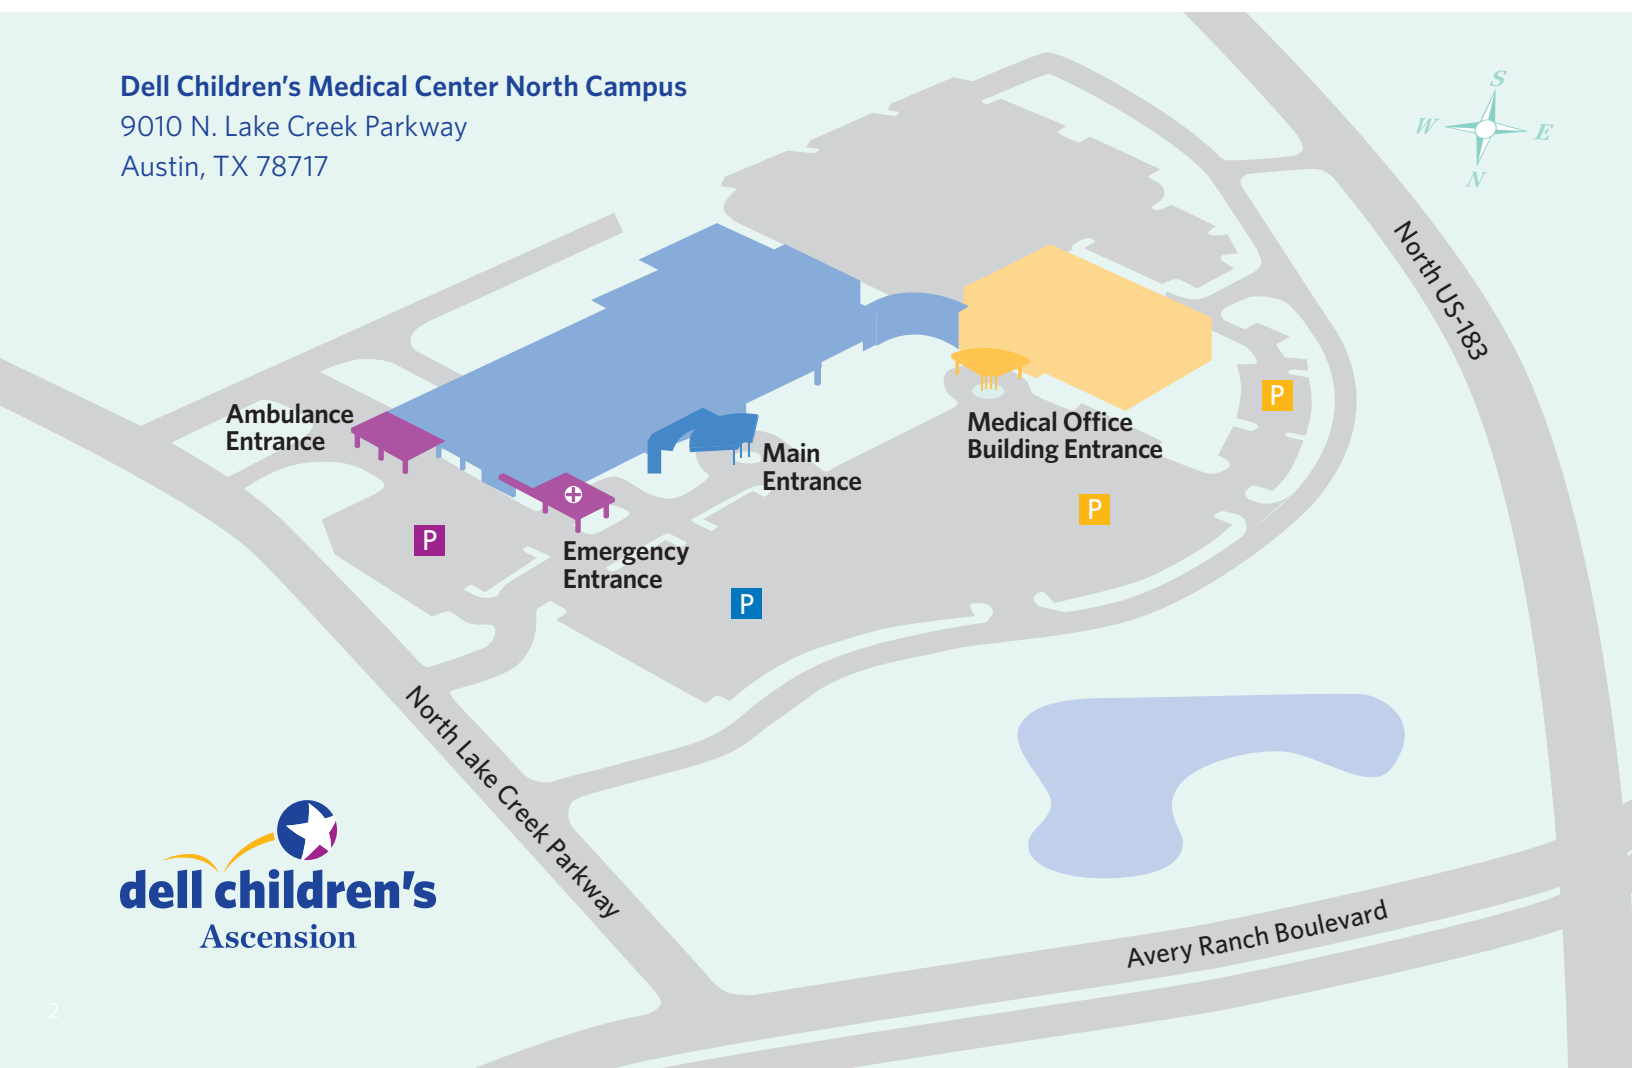 Dell Children's Medical Center North Campus
9010 N. Lake Creek Parkway
Austin, TX 78717
S
W
E
N
North US-183
Ambulance
Entrance
Main
Entrance
Medical Office
Building Entrance
P
P
P
P
Emergency
Entrance
North Lake Creek Parkway
Avery Ranch Boulevard
dell children's
Ascension
2